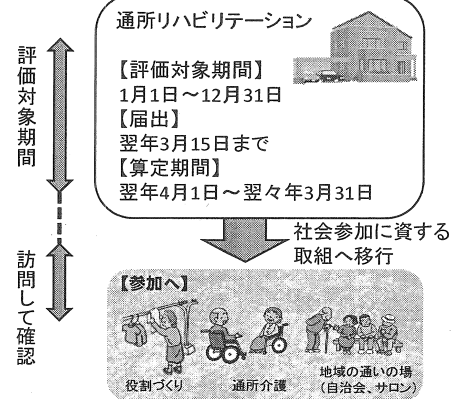 通所リハビリテーション
【評価対象期間】
1月1日～12月31日
【届出】
翌年3月15日まで
【算定期間】
翌年4月1日～翌々年3月31日
評価対象期間
訪問して確認
社会参加に資する
取組へ移行
【参加へ】
役割づくり
通所介護
地域の通いの場
（自治会、サロン）